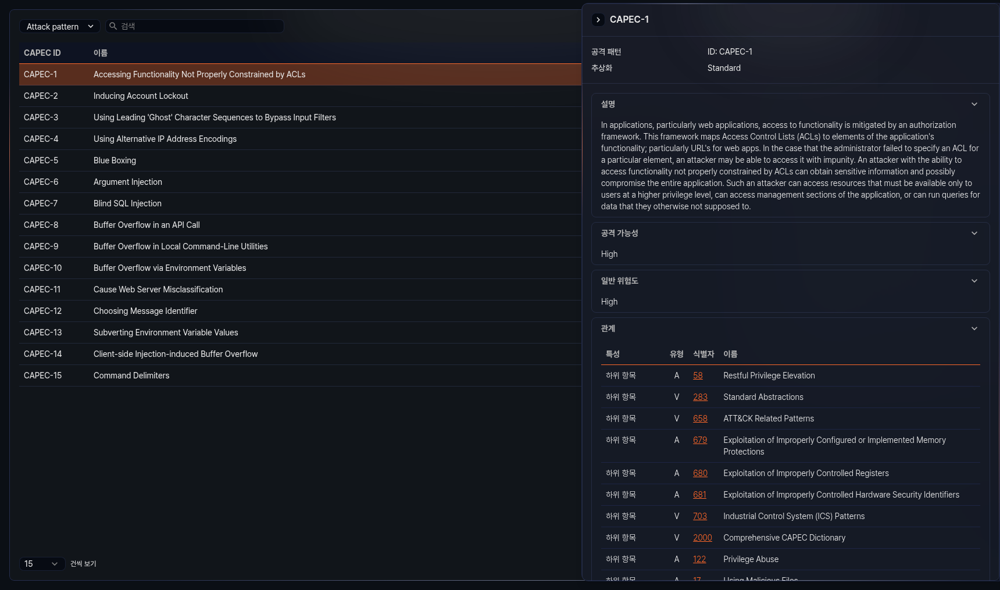 Attack pattern
검색
CAPEC ID 이름
CAPEC-1 Accessing Functionality Not Properly Constrained by ACLs
CAPEC-2 Inducing Account Lockout
CAPEC-3 Using Leading 'Ghost' Character Sequences to Bypass Input Filters
CAPEC-4 Using Alternative IP Address Encodings
CAPEC-5 Blue Boxing
CAPEC-6 Argument Injection
CAPEC-7 Blind SQL Injection
CAPEC-8 Buffer Overflow in an API Call
CAPEC-9 Buffer Overflow in Local Command-Line Utilities
CAPEC-10 Buffer Overflow via Environment Variables
CAPEC-11 Cause Web Server Misclassification
CAPEC-12 Choosing Message Identifier
CAPEC-13 Subverting Environment Variable Values
CAPEC-14 Client-side Injection-induced Buffer Overflow
CAPEC-15 Command Delimiters
15 건씩 보기
CAPEC-1
공격 패턴 ID: CAPEC-1
추상화 Standard
설명
In applications, particularly web applications, access to functionality is mitigated by an authorization
framework. This framework maps Access Control Lists (ACLs) to elements of the application's
functionality; particularly URL's for web apps. In the case that the administrator failed to specify an ACL for
a particular element, an attacker may be able to access it with impunity. An attacker with the ability to
access functionality not properly constrained by ACLs can obtain sensitive information and possibly
compromise the entire application. Such an attacker can access resources that must be available only to
users at a higher privilege level, can access management sections of the application, or can run queries for
data that they otherwise not supposed to.
공격 가능성
High
일반 위험도
High
관계
특성 유형 식별자 이름
하위 항목 A 58 Restful Privilege Elevation
하위 항목 V 283 Standard Abstractions
하위 항목 V 658 ATT&CK Related Patterns
하위 항목 A 679 Exploitation of Improperly Configured or Implemented Memory
Protections
하위 항목 A 680 Exploitation of Improperly Controlled Registers
하위 항목 A 681 Exploitation of Improperly Controlled Hardware Security Identifiers
하위 항목 V 703 Industrial Control System (ICS) Patterns
하위 항목 V 2000 Comprehensive CAPEC Dictionary
하위 항목 A 122 Privilege Abuse
하위 항목 A 17 Using Malicious Files